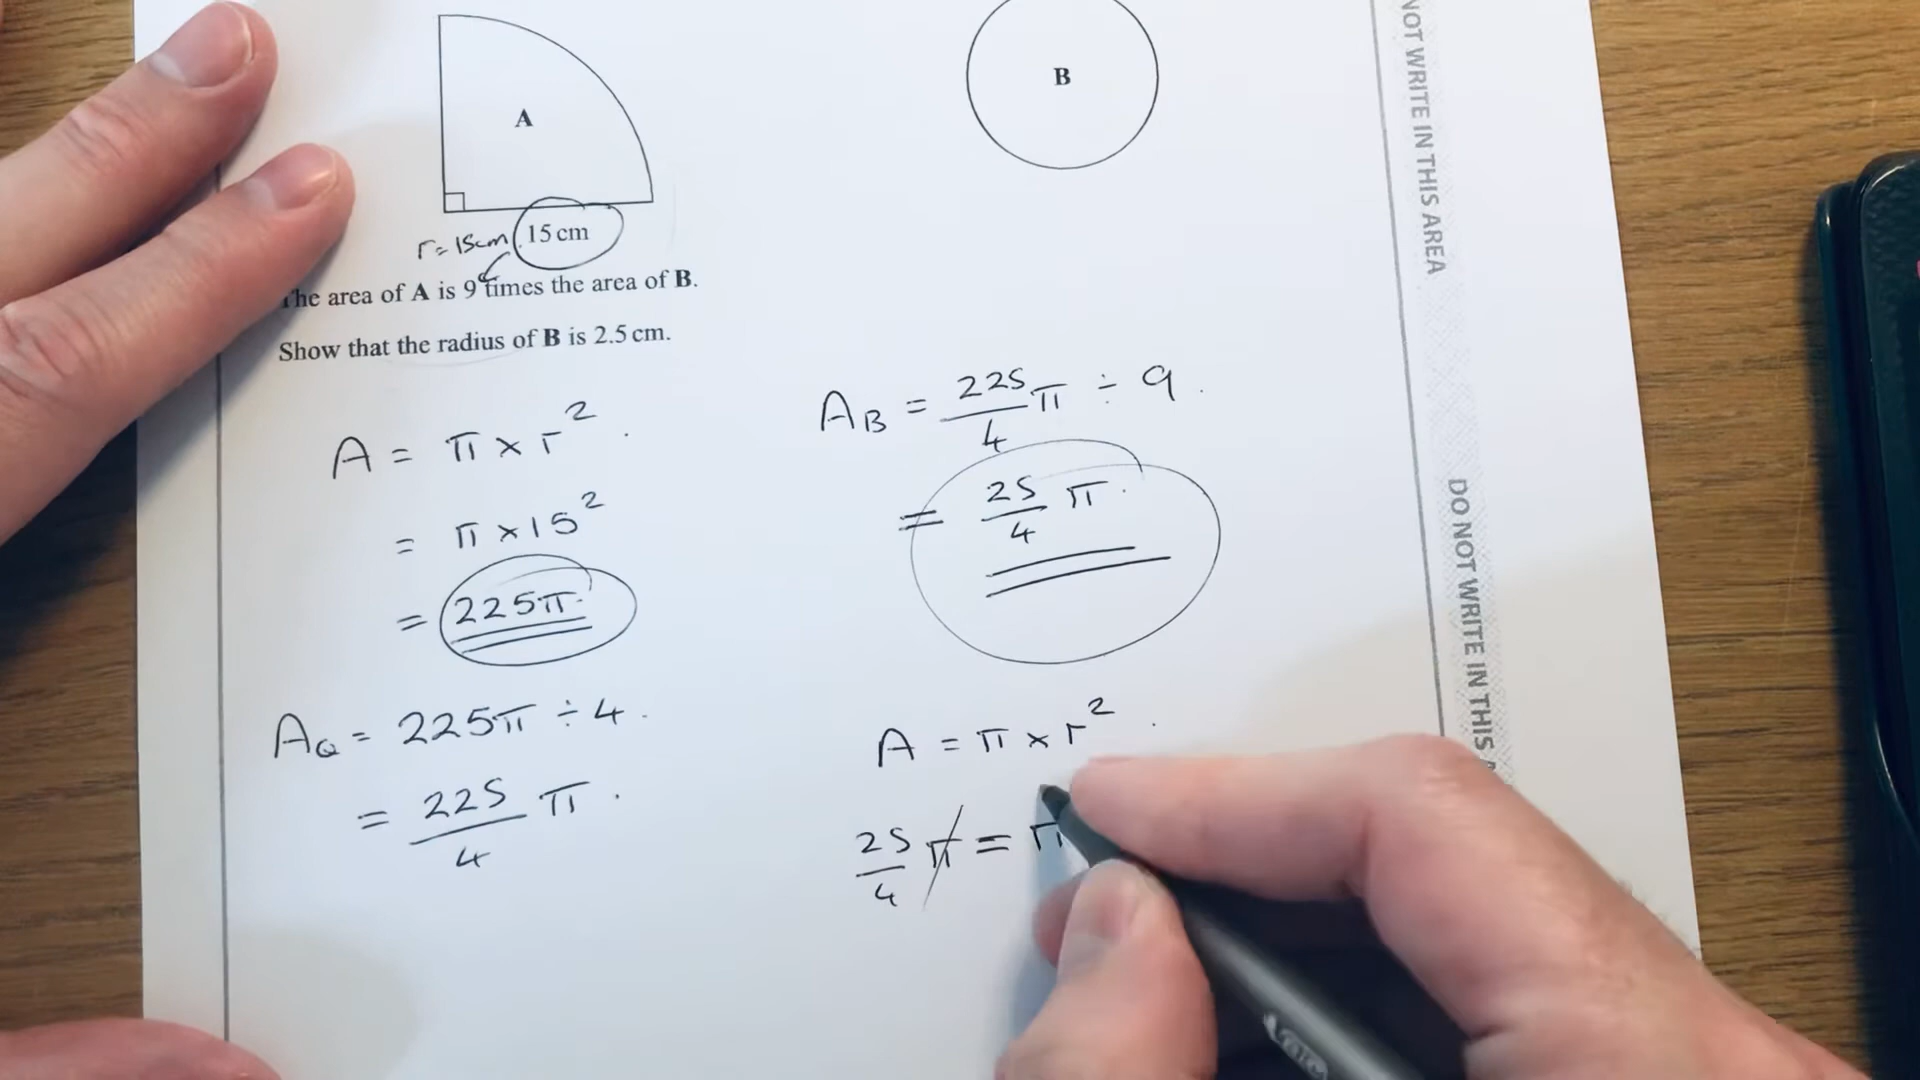 A
B
r=15cm
15 cm
The area of A is 9 times the area of B.
Show that the radius of B is 2.5 cm.
A = π × r²
= π × 15²
= 225π
A_Q = 225π ÷ 4
= 225/4 π
A_B = 225/4 π ÷ 9
= 25/4 π
A = π × r²
25/4 π = π
NOT WRITE IN THIS AREA
DO NOT WRITE IN THIS